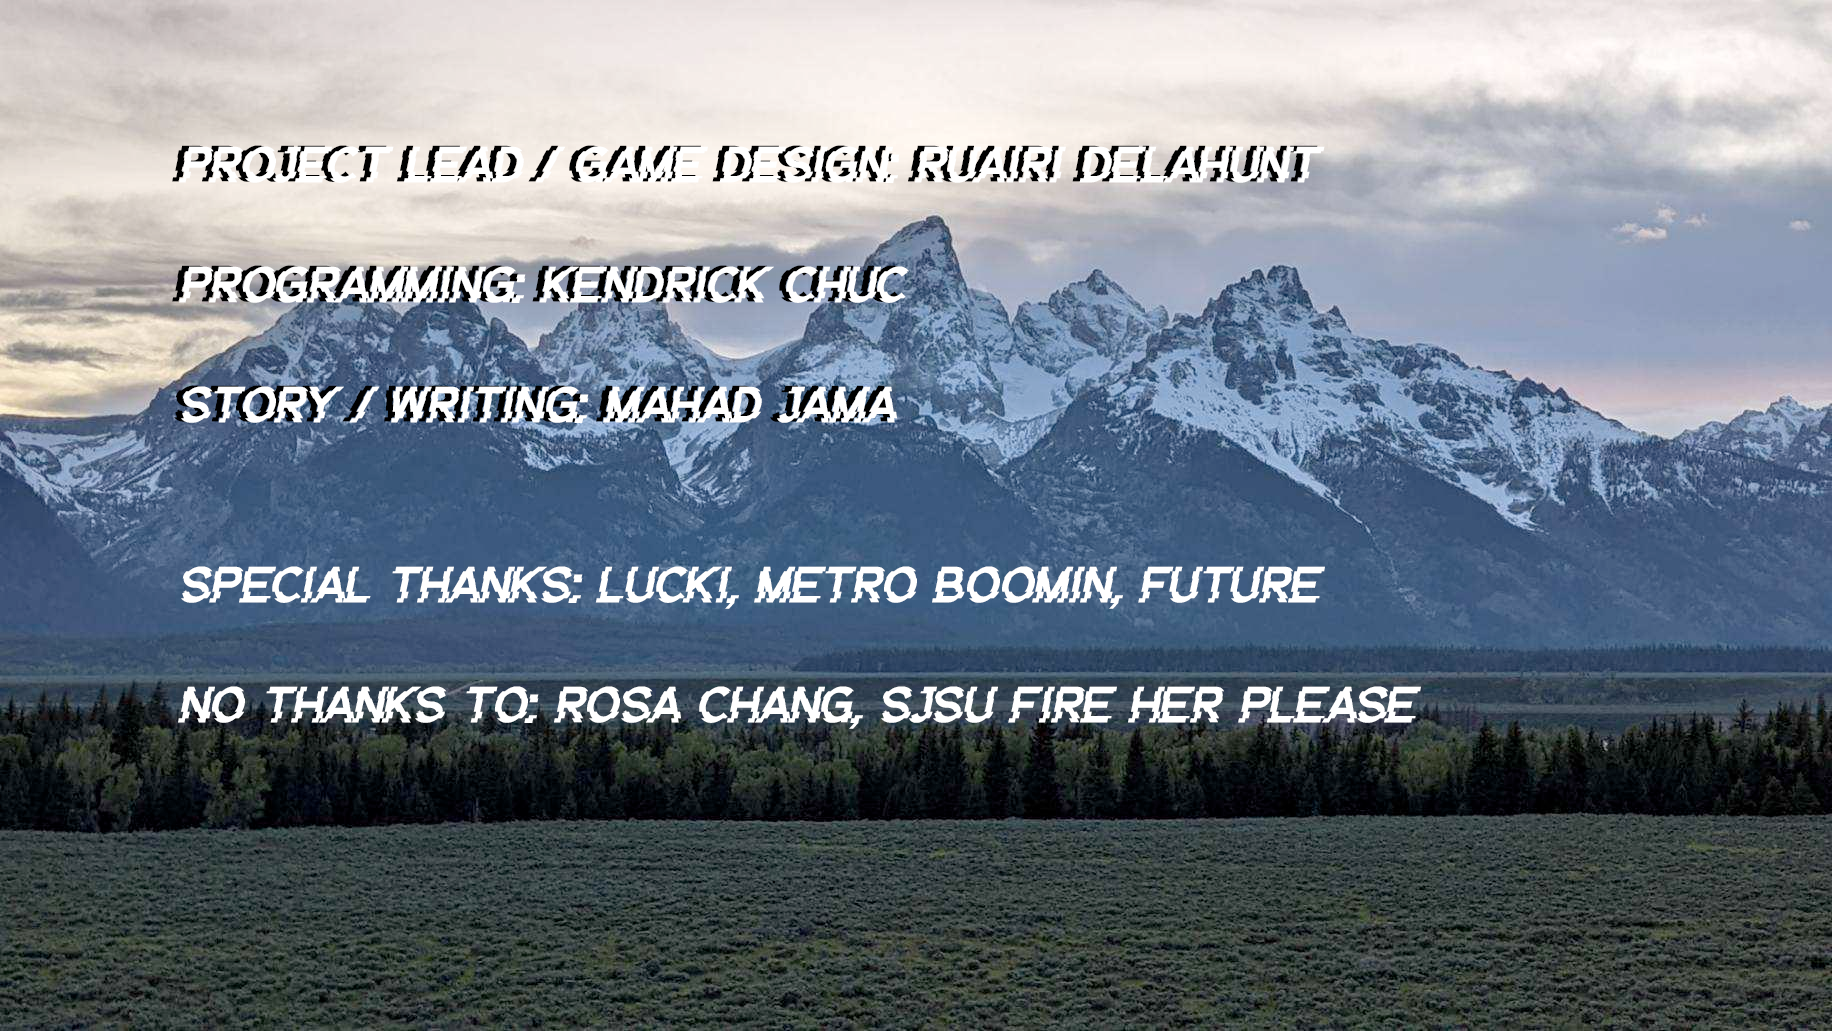 PROJECT LEAD / GAME DESIGN: RUAIRI DELAHUNT
PROGRAMMING: KENDRICK CHUC
STORY / WRITING: MAHAD JAMA
SPECIAL THANKS: LUCKI, METRO BOOMIN, FUTURE
NO THANKS TO: ROSA CHANG, SJSU FIRE HER PLEASE